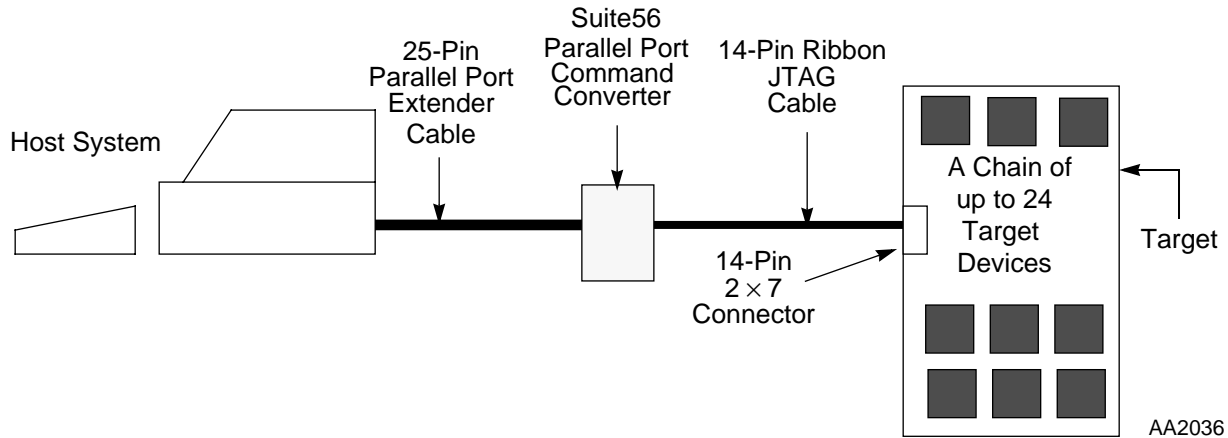 Host System
25-Pin
Parallel Port
Extender
Cable
Suite56
Parallel Port
Command
Converter
14-Pin Ribbon
JTAG
Cable
14-Pin
2 × 7
Connector
A Chain of
up to 24
Target
Devices
Target
AA2036